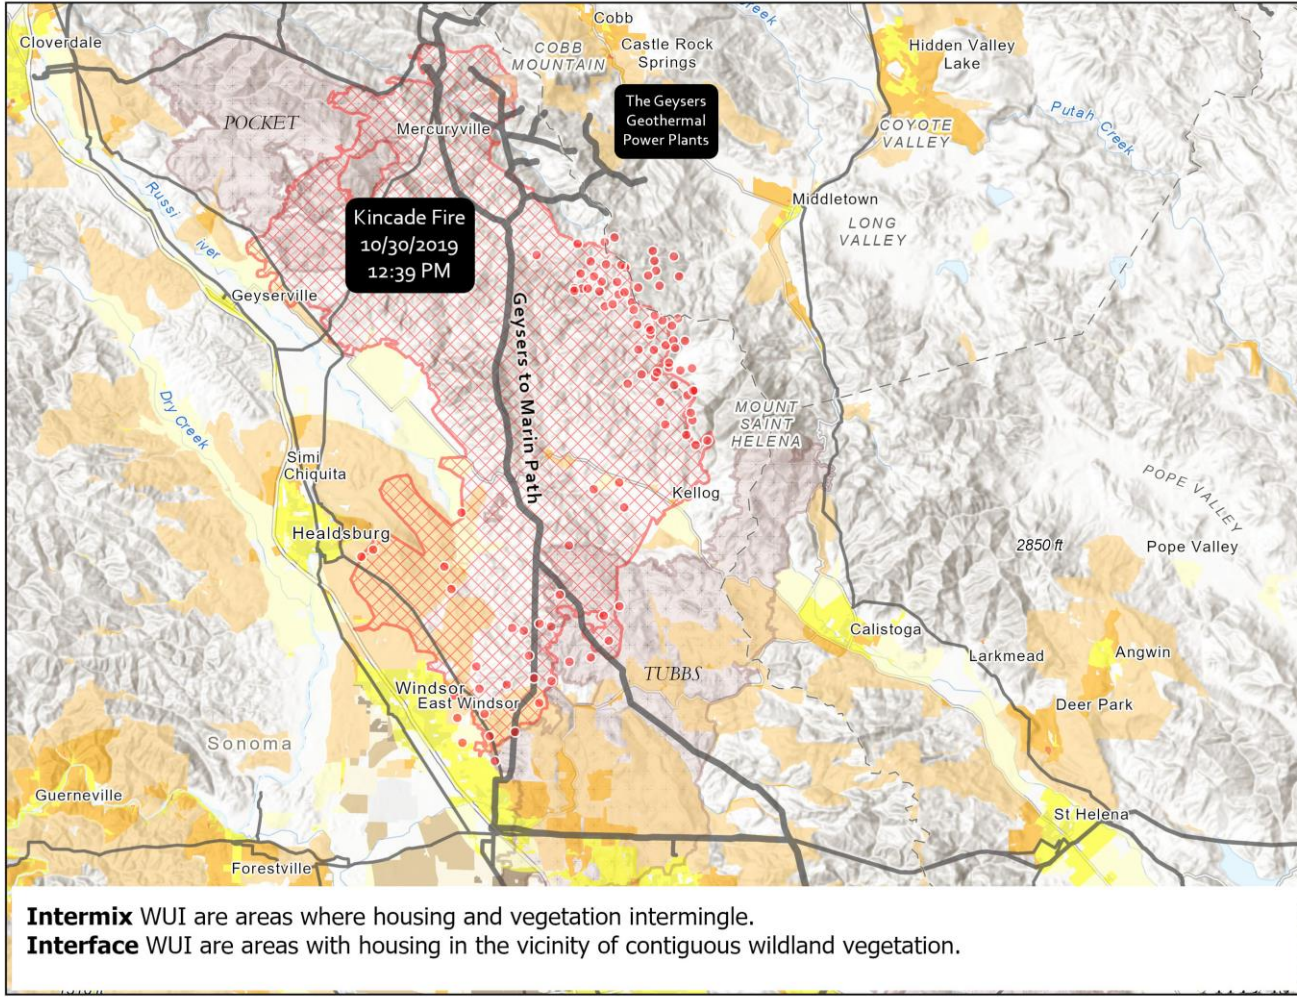 Cloverdale
Cobb
COBB
MOUNTAIN
Castle Rock
Springs
Creek
Hidden Valley
Lake
The Geysers
Geothermal
Power Plants
POCKET
Mercuryville
COYOTE
VALLEY
Putah Creek
Middletown
LONG
VALLEY
Russi
iver
Kincade Fire
10/30/2019
12:39 PM
Geyserville
Geysers to Marin Path
Dry Creek
MOUNT
SAINT
HELENA
Simi
Chiquita
Kellog
POPE VALLEY
Healdsburg
2850 ft
Pope Valley
Calistoga
Larkmead
Angwin
TUBBS
Windsor
East Windsor
Deer Park
Sonoma
Guerneville
St Helena
Forestville
Intermix WUI are areas where housing and vegetation intermingle.
Interface WUI are areas with housing in the vicinity of contiguous wildland vegetation.